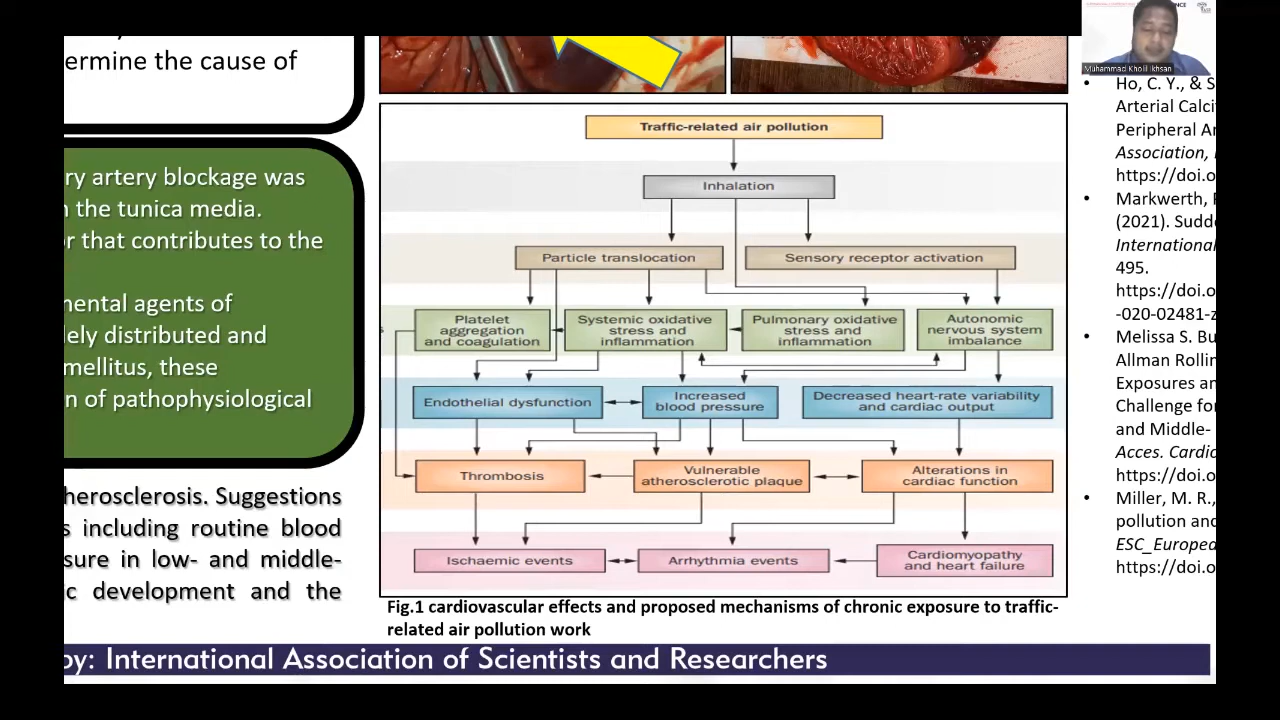 ermine the cause of
ry artery blockage was
the tunica media.
or that contributes to the
mental agents of
ely distributed and
mellitus, these
n of pathophysiological
herosclerosis. Suggestions
s including routine blood
sure in low- and middle-
c development and the
Traffic-related air pollution
Inhalation
Particle translocation
Sensory receptor activation
Platelet
aggregation
and coagulation
Systemic oxidative
stress and
inflammation
Pulmonary oxidative
stress and
inflammation
Autonomic
nervous system
imbalance
Endothelial dysfunction
Increased
blood pressure
Decreased heart-rate variability
and cardiac output
Thrombosis
Vulnerable
atherosclerotic plaque
Alterations in
cardiac function
Ischaemic events
Arrhythmia events
Cardiomyopathy
and heart failure
Fig.1 cardiovascular effects and proposed mechanisms of chronic exposure to traffic-
related air pollution work
Muhammad Kholil Ikhsan
• Ho, C. Y., & S
Arterial Calci
Peripheral Ar
Association,
https://doi.o
• Markwerth,
(2021). Sudd
International
495.
https://doi.o
-020-02481-z
• Melissa S. Bu
Allman Rollin
Exposures an
Challenge for
and Middle-
Acces. Cardio
https://doi.o
• Miller, M. R.,
pollution and
ESC_Europea
https://doi.o
by: International Association of Scientists and Researchers